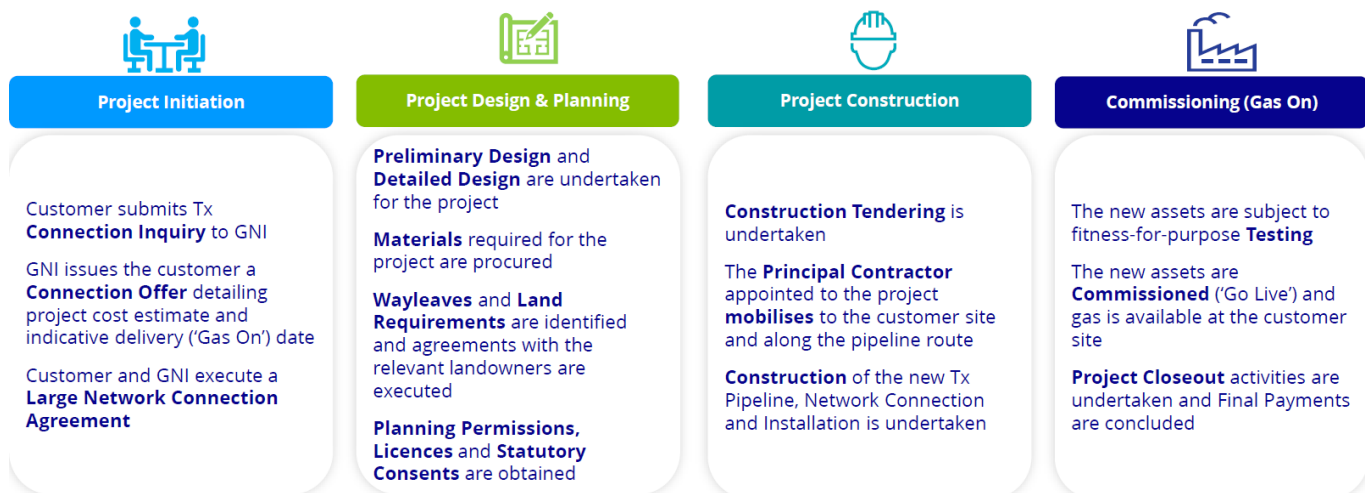 Project Initiation
Customer submits Tx
Connection Inquiry to GNI
GNI issues the customer a
Connection Offer detailing
project cost estimate and
indicative delivery (‘Gas On’) date
Customer and GNI execute a
Large Network Connection
Agreement
Project Design & Planning
Preliminary Design and
Detailed Design are undertaken
for the project
Materials required for the
project are procured
Wayleaves and Land
Requirements are identified
and agreements with the
relevant landowners are
executed
Planning Permissions,
Licences and Statutory
Consents are obtained
Project Construction
Construction Tendering is
undertaken
The Principal Contractor
appointed to the project
mobilises to the customer site
and along the pipeline route
Construction of the new Tx
Pipeline, Network Connection
and Installation is undertaken
Commissioning (Gas On)
The new assets are subject to
fitness-for-purpose Testing
The new assets are
Commissioned (‘Go Live’) and
gas is available at the customer
site
Project Closeout activities are
undertaken and Final Payments
are concluded